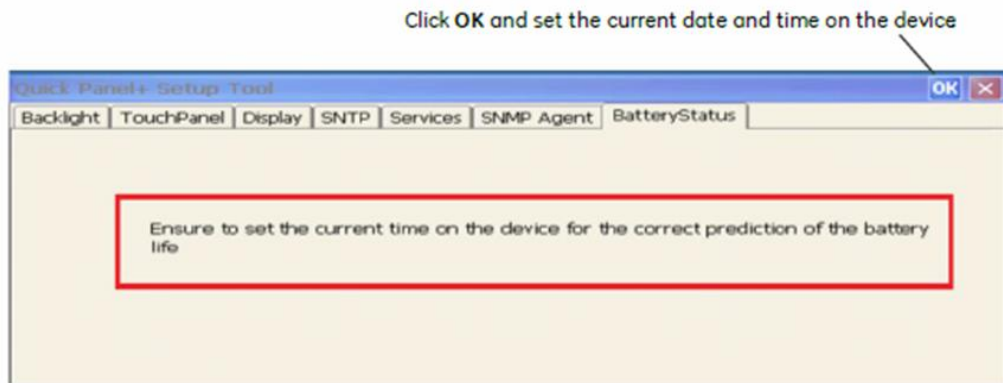 Click OK and set the current date and time on the device
Quick Panel+ Setup Tool
OK
Backlight TouchPanel Display SNTP Services SNMP Agent BatteryStatus
Ensure to set the current time on the device for the correct prediction of the battery
life